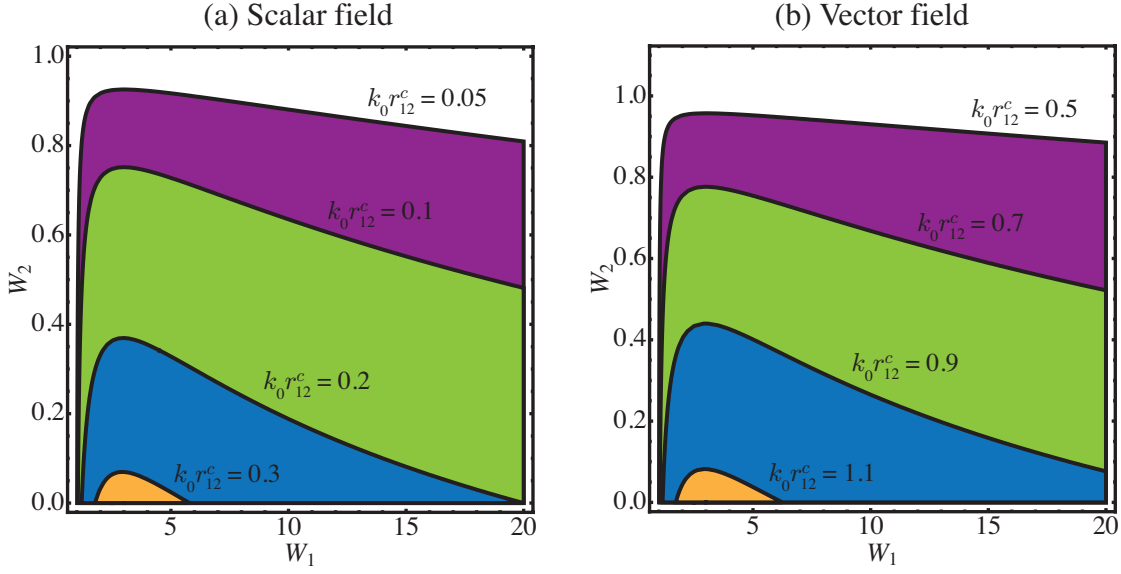 (a) Scalar field
1.0
0.8
0.6
0.4
0.2
0.0
W₂
k₀r₁₂ᶜ = 0.05
k₀r₁₂ᶜ = 0.1
k₀r₁₂ᶜ = 0.2
k₀r₁₂ᶜ = 0.3
5 10 15 20
W₁
(b) Vector field
1.0
0.8
0.6
0.4
0.2
0.0
W₂
k₀r₁₂ᶜ = 0.5
k₀r₁₂ᶜ = 0.7
k₀r₁₂ᶜ = 0.9
k₀r₁₂ᶜ = 1.1
5 10 15 20
W₁